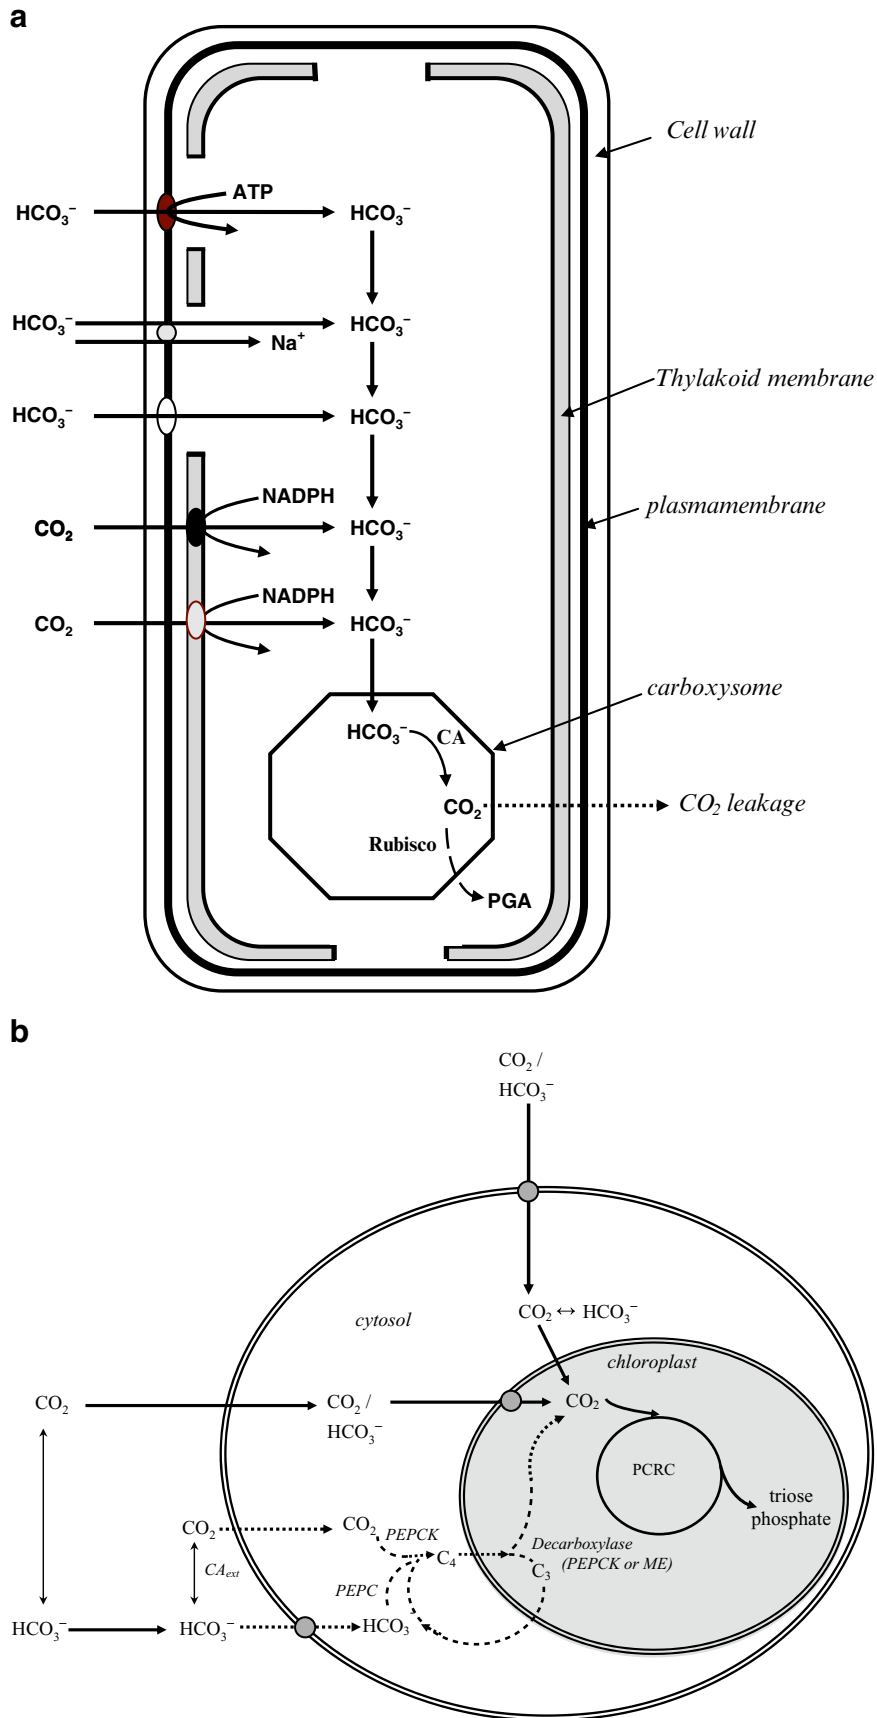 a
Cell wall
ATP
HCO₃⁻ HCO₃⁻
HCO₃⁻ HCO₃⁻
Na⁺
Thylakoid membrane
HCO₃⁻ HCO₃⁻
NADPH
plasmamembrane
CO₂ HCO₃⁻
NADPH
CO₂ HCO₃⁻
carboxysome
HCO₃⁻ CA
CO₂ CO₂ leakage
Rubisco
PGA
b
CO₂ /
HCO₃⁻
CO₂ ↔ HCO₃⁻
cytosol
chloroplast
CO₂ CO₂ / CO₂
HCO₃⁻
PCRC
triose
phosphate
CO₂ CO₂ PEPCK
C₄ Decarboxylase
(PEPCK or ME)
CAext C₃
PEPC
HCO₃⁻ HCO₃⁻ HCO₃